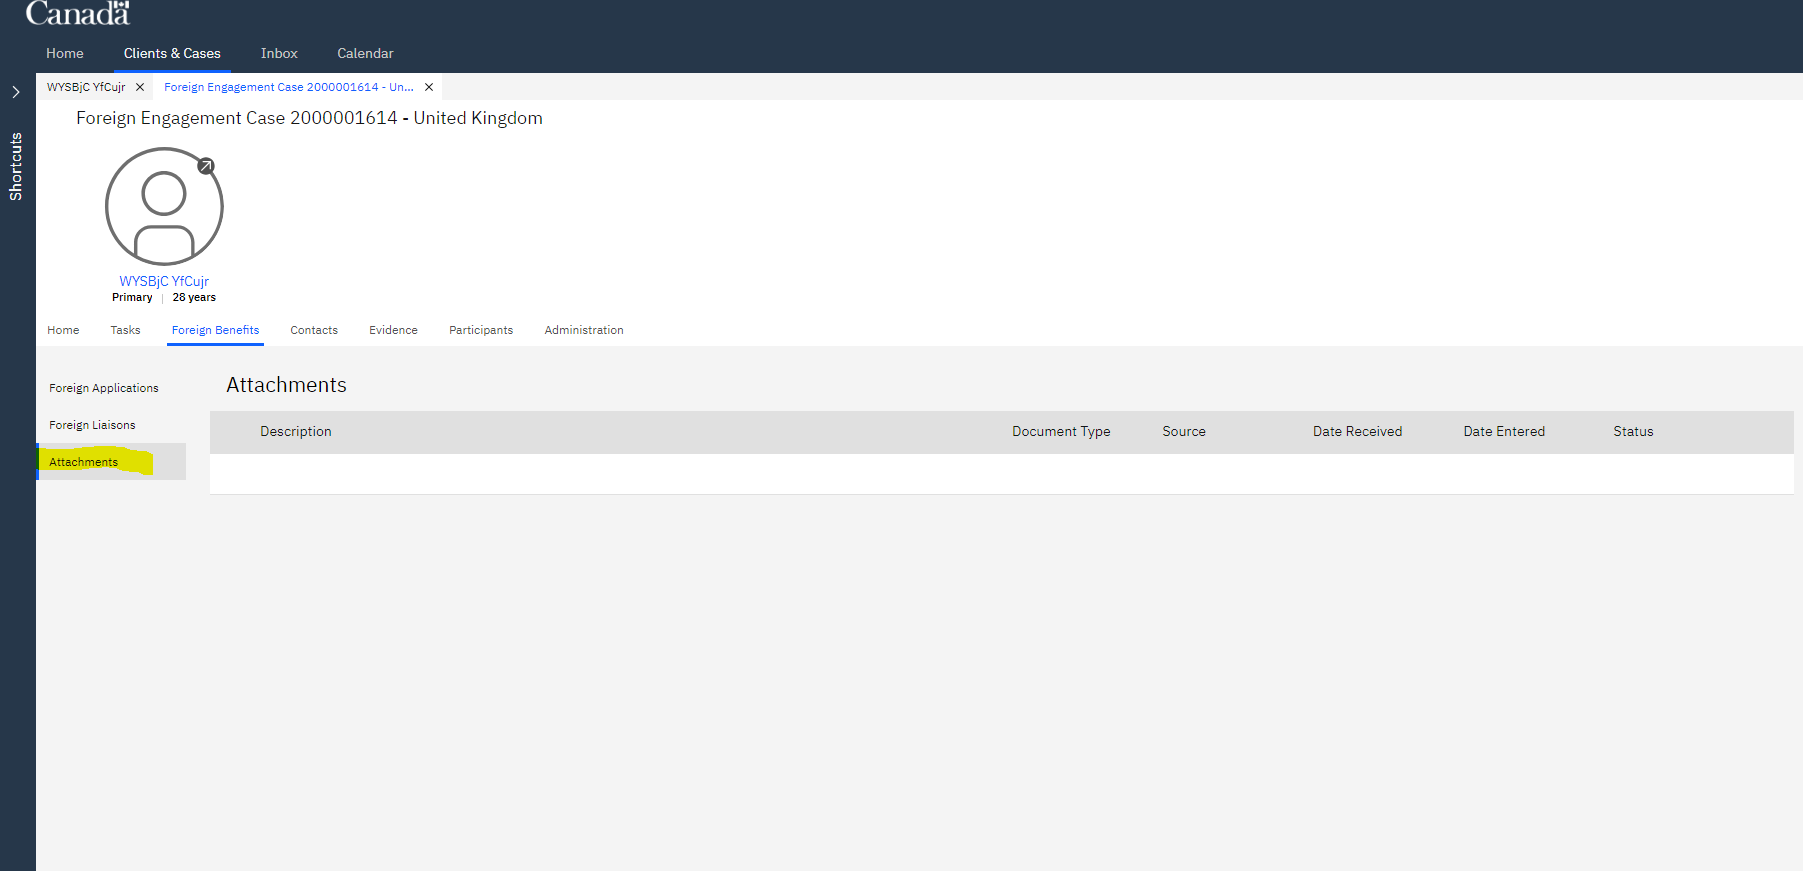 Canada
Home Clients & Cases Inbox Calendar
Shortcuts
WYSBjC YfCujr Foreign Engagement Case 2000001614 - Un...
Foreign Engagement Case 2000001614 - United Kingdom
WYSBjC YfCujr
Primary | 28 years
Home Tasks Foreign Benefits Contacts Evidence Participants Administration
Foreign Applications
Foreign Liaisons
Attachments
Attachments
Description Document Type Source Date Received Date Entered Status